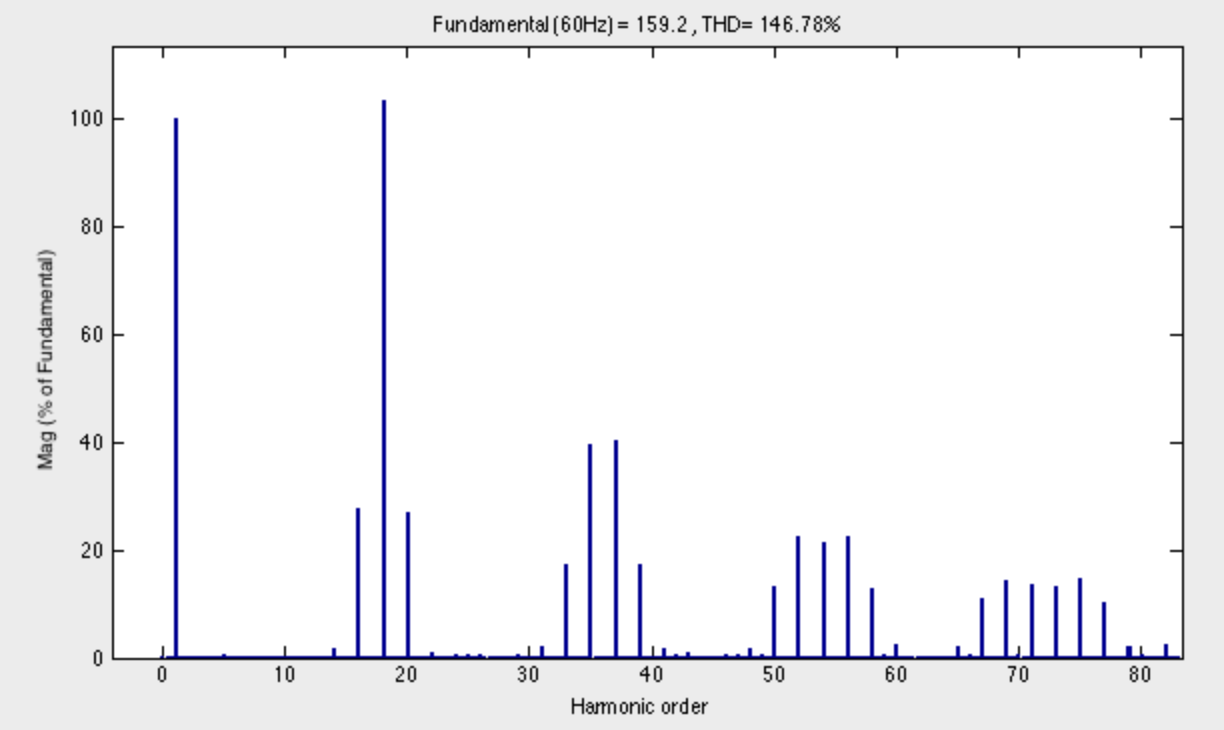 Fundamental (60Hz) = 159.2 , THD= 146.78%
100
80
60
40
20
0
Mag (% of Fundamental)
0 10 20 30 40 50 60 70 80
Harmonic order